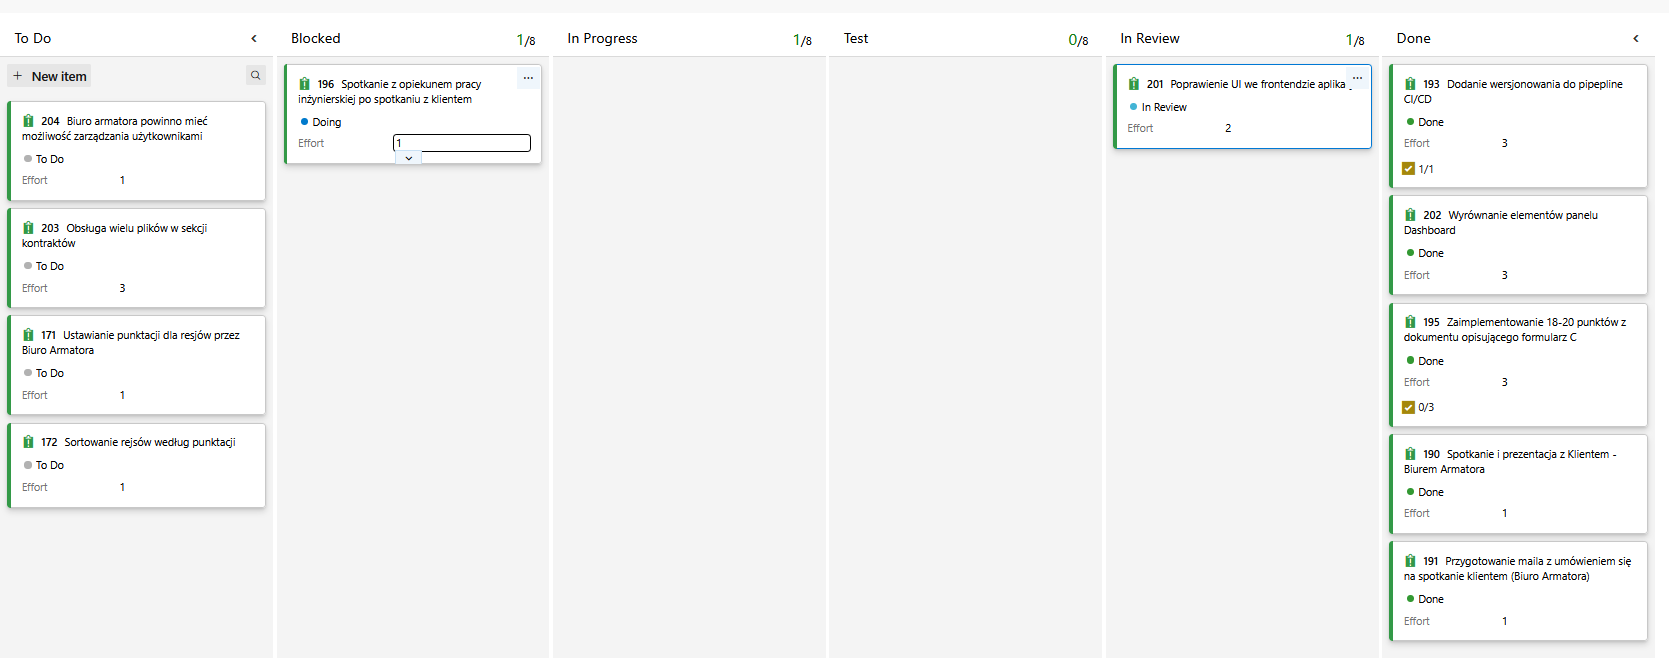 To Do
New item
204 Biuro armatora powinno mieć
możliwość zarządzania użytkownikami
To Do
Effort 1
203 Obsługa wielu plików w sekcji
kontraktów
To Do
Effort 3
171 Ustawianie punktacji dla resjów przez
Biuro Armatora
To Do
Effort 1
172 Sortowanie rejsów według punktacji
To Do
Effort 1
Blocked 1/8
196 Spotkanie z opiekunem pracy
inżynierskiej po spotkaniu z klientem
Doing
Effort 1
In Progress 1/8
Test 0/8
In Review 1/8
201 Poprawienie UI we frontendzie aplika
In Review
Effort 2
Done
193 Dodanie wersjonowania do pipepline
CI/CD
Done
Effort 3
1/1
202 Wyrównanie elementów panelu
Dashboard
Done
Effort 3
195 Zaimplementowanie 18-20 punktów z
dokumentu opisującego formularz C
Done
Effort 3
0/3
190 Spotkanie i prezentacja z Klientem -
Biurem Armatora
Done
Effort 1
191 Przygotowanie maila z umówieniem się
na spotkanie klientem (Biuro Armatora)
Done
Effort 1